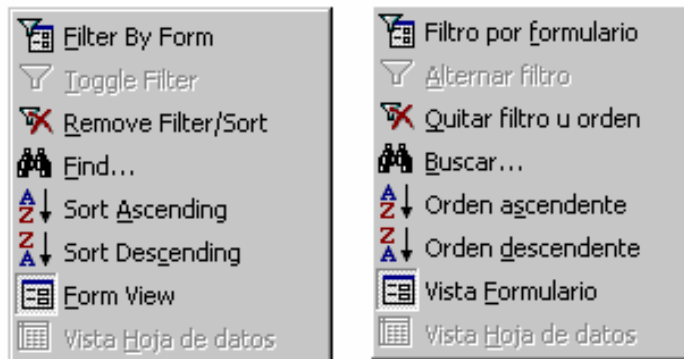 Filter By Form
Toggle Filter
Remove Filter/Sort
Find...
Sort Ascending
Sort Descending
Form View
Vista Hoja de datos
Filtro por formulario
Alternar filtro
Quitar filtro u orden
Buscar...
Orden ascendente
Orden descendente
Vista Formulario
Vista Hoja de datos